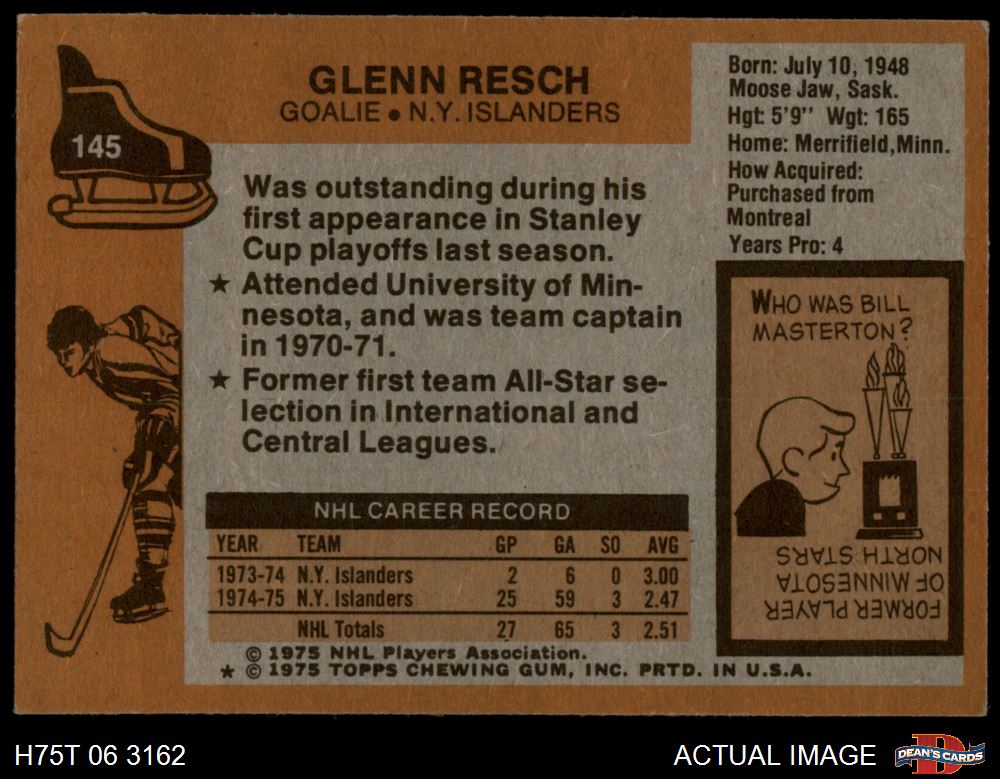 145
GLENN RESCH
GOALIE • N.Y. ISLANDERS
Born: July 10, 1948
Moose Jaw, Sask.
Hgt: 5'9" Wgt: 165
Home: Merrifield, Minn.
How Acquired:
Purchased from
Montreal
Years Pro: 4
Was outstanding during his
first appearance in Stanley
Cup playoffs last season.
★ Attended University of Min-
nesota, and was team captain
in 1970-71.
★ Former first team All-Star se-
lection in International and
Central Leagues.
WHO WAS BILL
MASTERTON?
FORMER PLAYER
OF MINNESOTA
NORTH STARS
NHL CAREER RECORD
YEAR TEAM GP GA SO AVG
1973-74 N.Y. Islanders 2 6 0 3.00
1974-75 N.Y. Islanders 25 59 3 2.47
NHL Totals 27 65 3 2.51
© 1975 NHL Players Association.
★ © 1975 TOPPS CHEWING GUM, INC. PRTD. IN U.S.A.
H75T 06 3162
ACTUAL IMAGE
DEAN'S CARDS